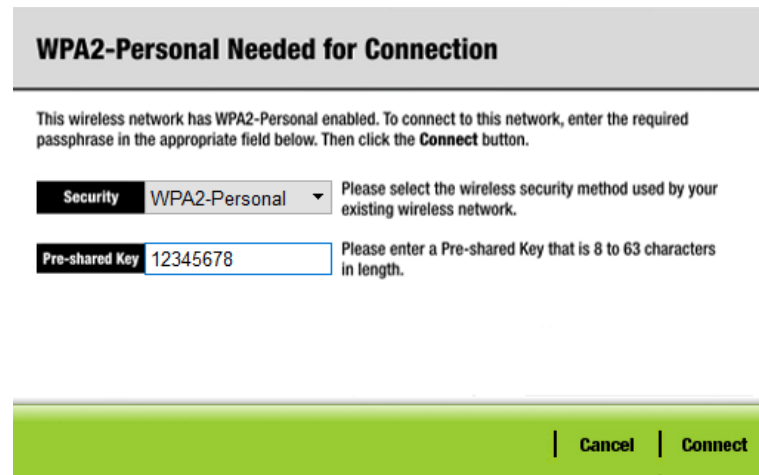 WPA2-Personal Needed for Connection
This wireless network has WPA2-Personal enabled. To connect to this network, enter the required
passphrase in the appropriate field below. Then click the Connect button.
Security WPA2-Personal Please select the wireless security method used by your
existing wireless network.
Pre-shared Key 12345678 Please enter a Pre-shared Key that is 8 to 63 characters
in length.
Cancel Connect